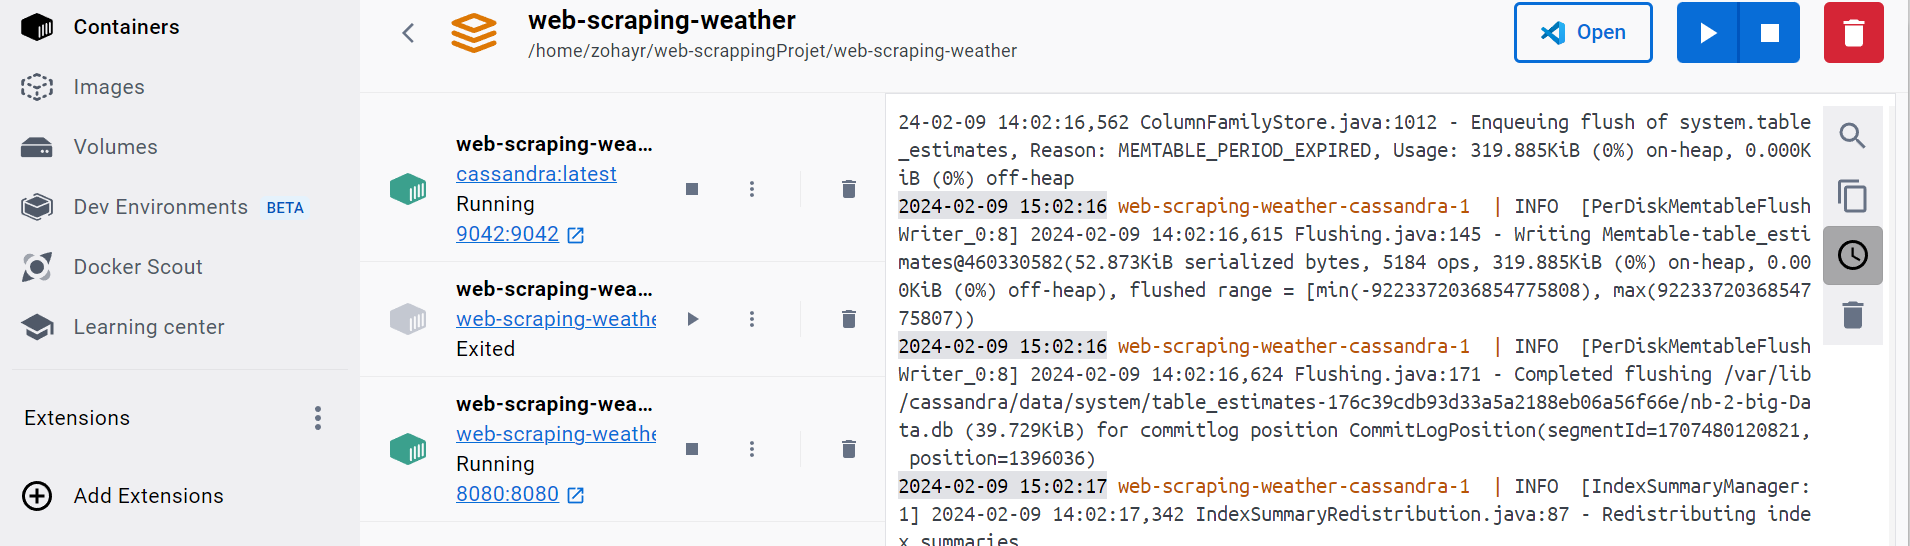 Containers
Images
Volumes
Dev Environments BETA
Docker Scout
Learning center
Extensions
Add Extensions
web-scraping-weather
/home/zohayr/web-scrappingProjet/web-scraping-weather
Open
web-scraping-wea...
cassandra:latest
Running
9042:9042
web-scraping-wea...
web-scraping-weathe
Exited
web-scraping-wea...
web-scraping-weathe
Running
8080:8080
24-02-09 14:02:16,562 ColumnFamilyStore.java:1012 - Enqueuing flush of system.table
_estimates, Reason: MEMTABLE_PERIOD_EXPIRED, Usage: 319.885KiB (0%) on-heap, 0.000K
iB (0%) off-heap
2024-02-09 15:02:16 web-scraping-weather-cassandra-1 | INFO [PerDiskMemtableFlush
Writer_0:8] 2024-02-09 14:02:16,615 Flushing.java:145 - Writing Memtable-table_esti
mates@460330582(52.873KiB serialized bytes, 5184 ops, 319.885KiB (0%) on-heap, 0.00
0KiB (0%) off-heap), flushed range = [min(-9223372036854775808), max(92233720368547
75807))
2024-02-09 15:02:16 web-scraping-weather-cassandra-1 | INFO [PerDiskMemtableFlush
Writer_0:8] 2024-02-09 14:02:16,624 Flushing.java:171 - Completed flushing /var/lib
/cassandra/data/system/table_estimates-176c39cdb93d33a5a2188eb06a56f66e/nb-2-big-Da
ta.db (39.729KiB) for commitlog position CommitLogPosition(segmentId=1707480120821,
position=1396036)
2024-02-09 15:02:17 web-scraping-weather-cassandra-1 | INFO [IndexSummaryManager:
1] 2024-02-09 14:02:17,342 IndexSummaryRedistribution.java:87 - Redistributing inde
x summaries